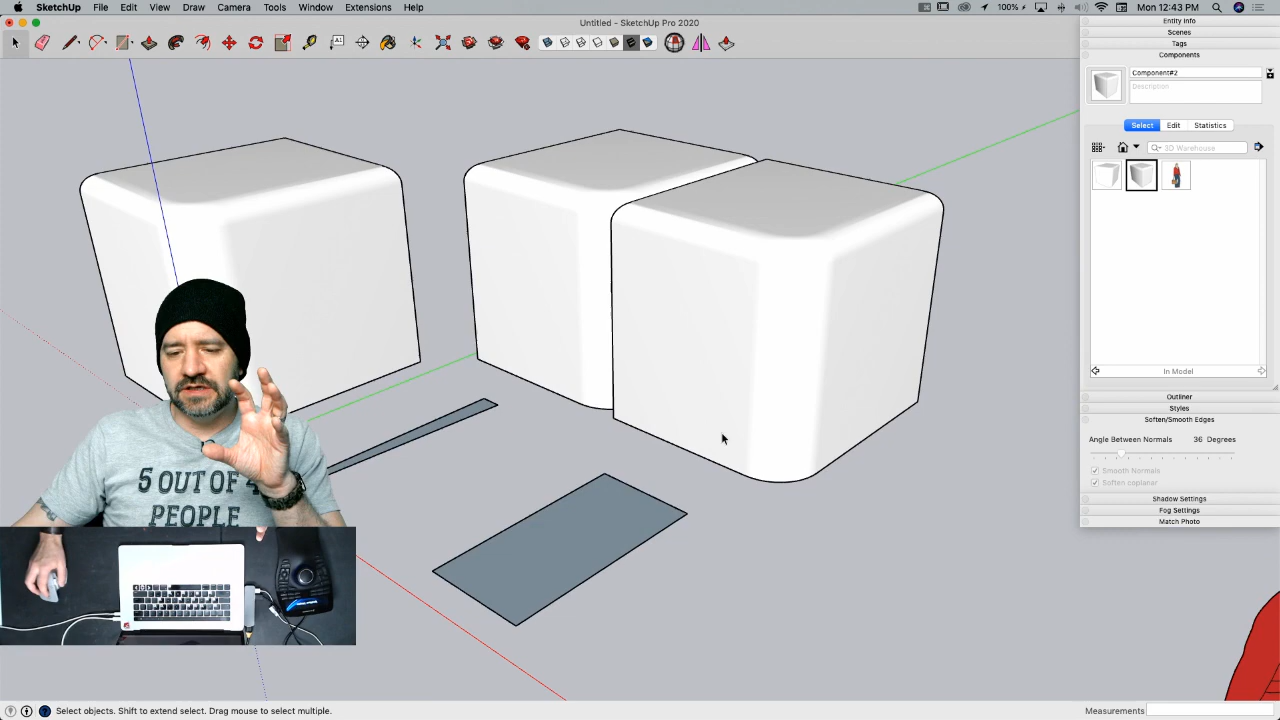 SketchUp File Edit View Draw Camera Tools Window Extensions Help
100% Mon 12:43 PM
Untitled - SketchUp Pro 2020
Entity Info
Scenes
Tags
Components
Component#2
Description
Select Edit Statistics
3D Warehouse
In Model
Outliner
Styles
Soften/Smooth Edges
Angle Between Normals 36 Degrees
Smooth Normals
Soften coplanar
Shadow Settings
Fog Settings
Match Photo
5 OUT OF 4
PEOPLE
Select objects. Shift to extend select. Drag mouse to select multiple.
Measurements